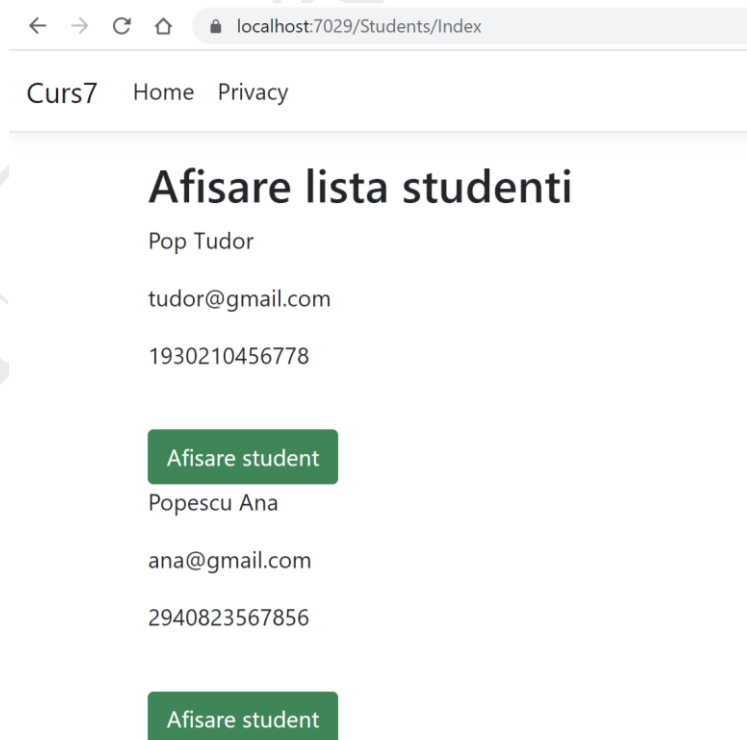 localhost:7029/Students/Index
Curs7 Home Privacy
Afisare lista studenti
Pop Tudor
tudor@gmail.com
1930210456778
Afisare student
Popescu Ana
ana@gmail.com
2940823567856
Afisare student